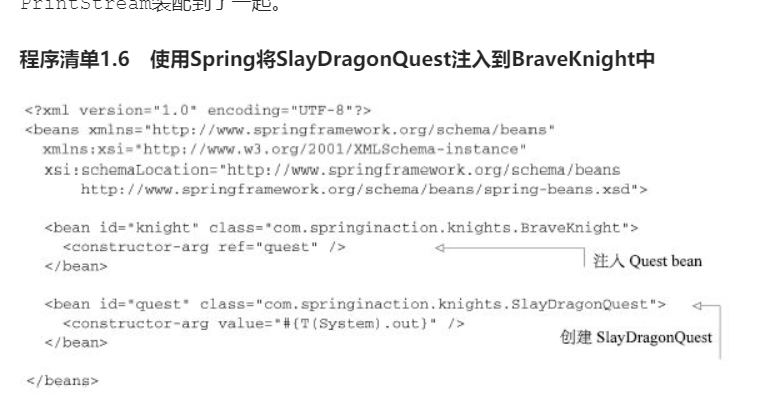 PrintStream装配到了一起。
程序清单1.6 使用Spring将SlayDragonQuest注入到BraveKnight中
<?xml version="1.0" encoding="UTF-8"?>
<beans xmlns="http://www.springframework.org/schema/beans"
xmlns:xsi="http://www.w3.org/2001/XMLSchema-instance"
xsi:schemaLocation="http://www.springframework.org/schema/beans
http://www.springframework.org/schema/beans/spring-beans.xsd">
<bean id="knight" class="com.springinaction.knights.BraveKnight">
<constructor-arg ref="quest" />
注入 Quest bean
</bean>
<bean id="quest" class="com.springinaction.knights.SlayDragonQuest">
<constructor-arg value="#{T(System).out}" />
创建 SlayDragonQuest
</bean>
</beans>